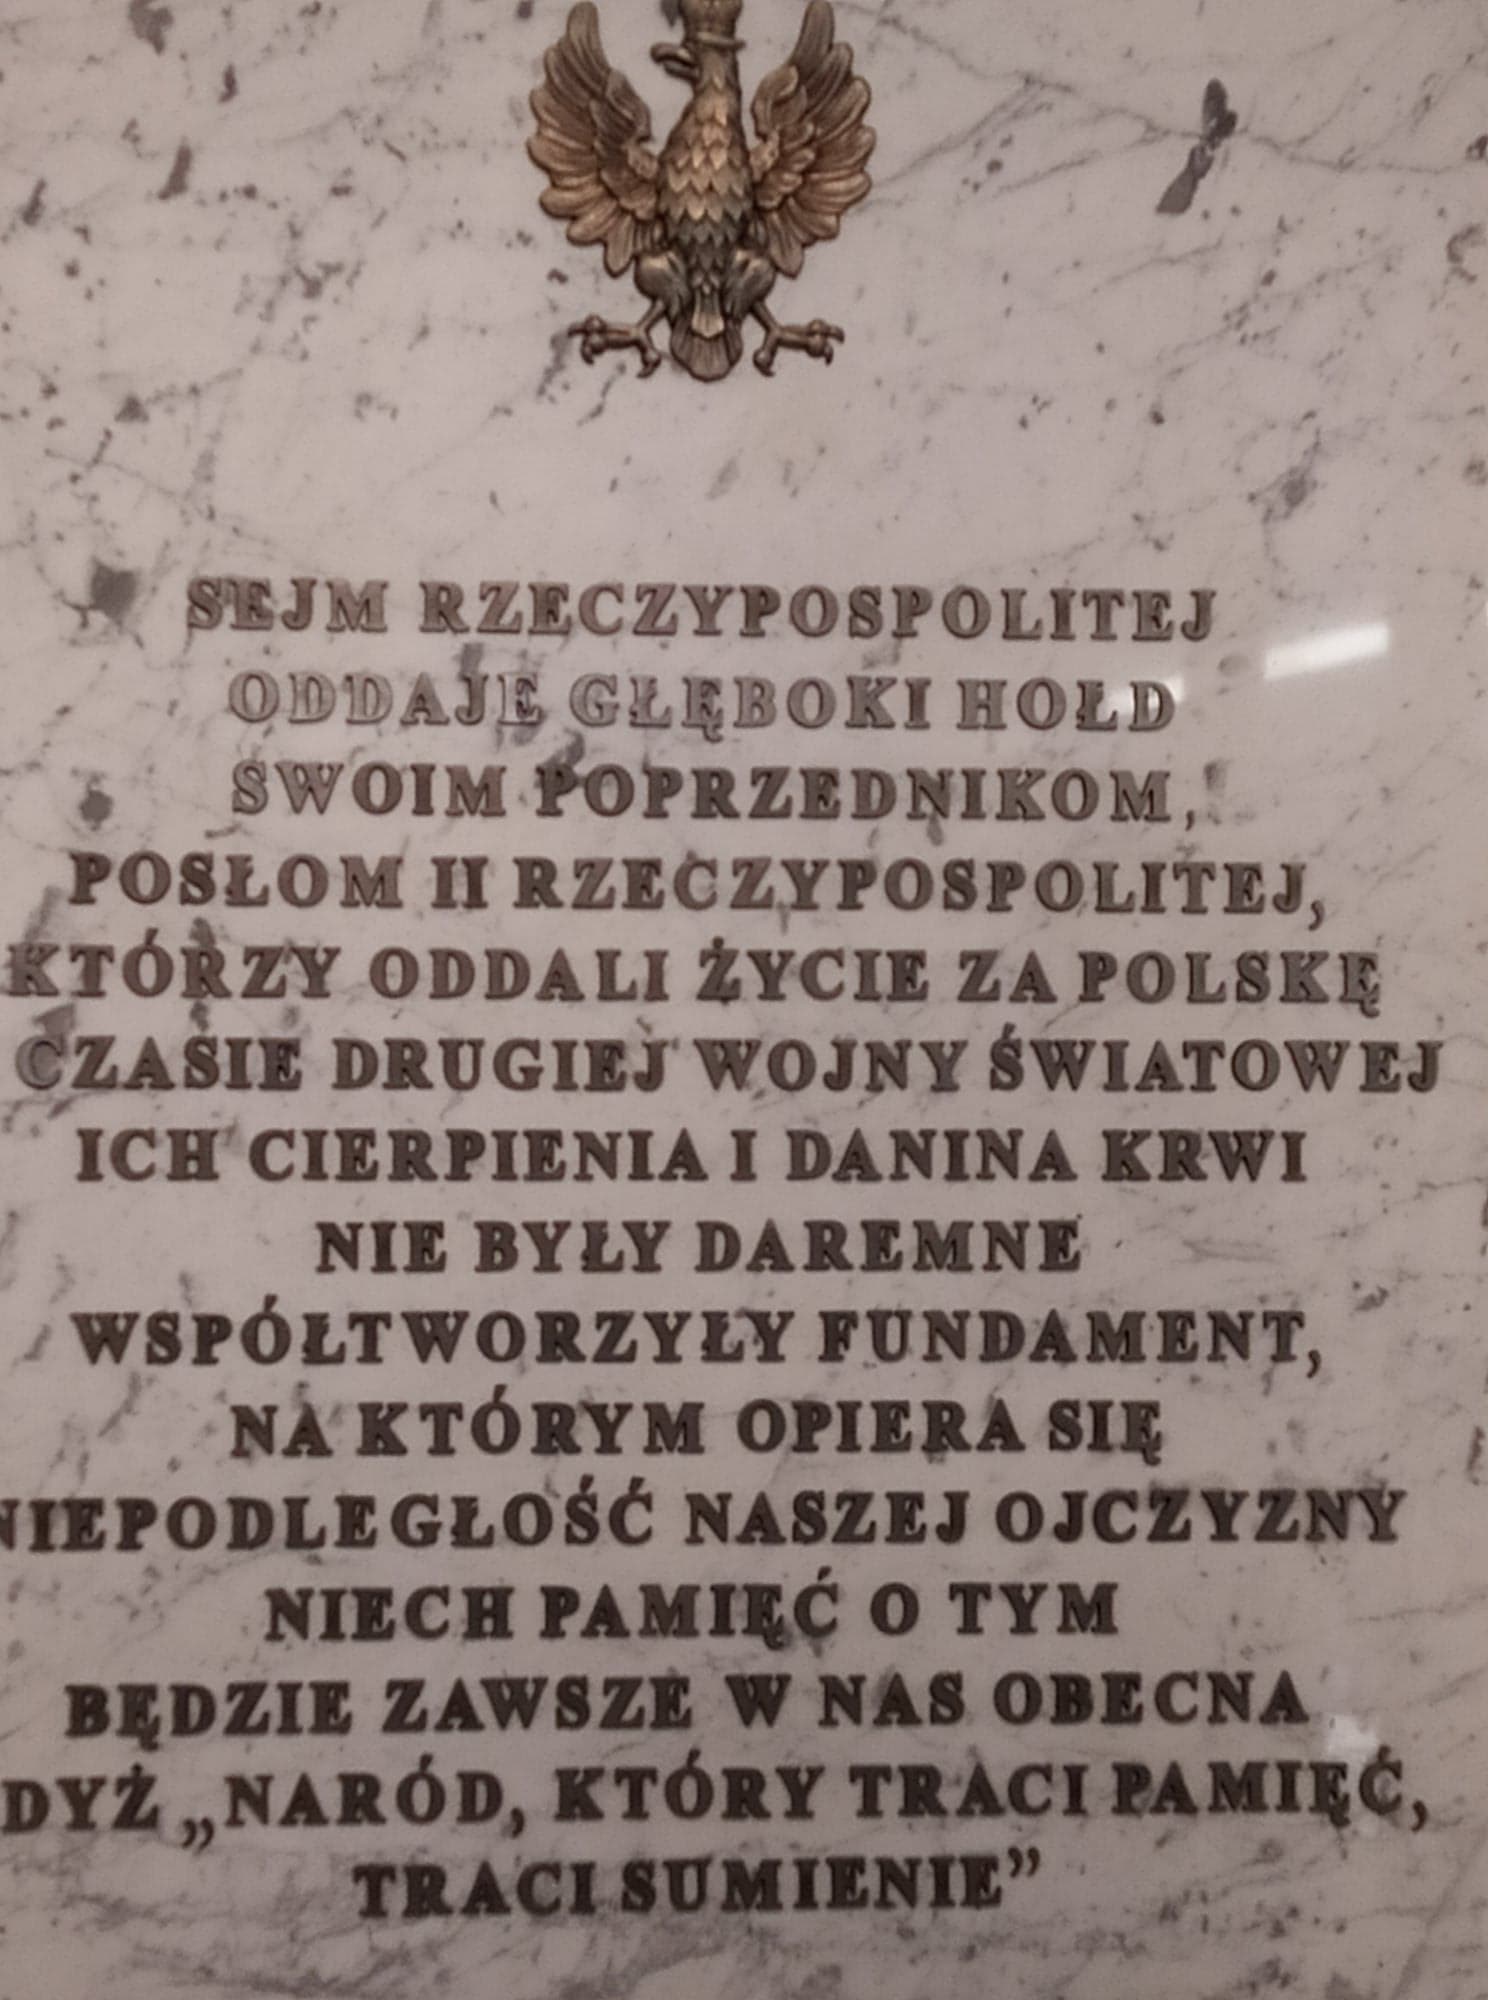 SEJM RZECZYPOSPOLITEJ
ODDAJE GŁĘBOKI HOŁD
SWOIM POPRZEDNIKOM,
POSŁOM II RZECZYPOSPOLITEJ,
KTÓRZY ODDALI ŻYCIE ZA POLSKĘ
CZASIE DRUGIEJ WOJNY ŚWIATOWEJ
ICH CIERPIENIA I DANINA KRWI
NIE BYŁY DAREMNE
WSPÓŁTWORZYŁY FUNDAMENT,
NA KTÓRYM OPIERA SIĘ
NIEPODLEGŁOŚĆ NASZEJ OJCZYZNY
NIECH PAMIĘĆ O TYM
BĘDZIE ZAWSZE W NAS OBECNA
DYŻ „NARÓD, KTÓRY TRACI PAMIĘĆ,
TRACI SUMIENIE”